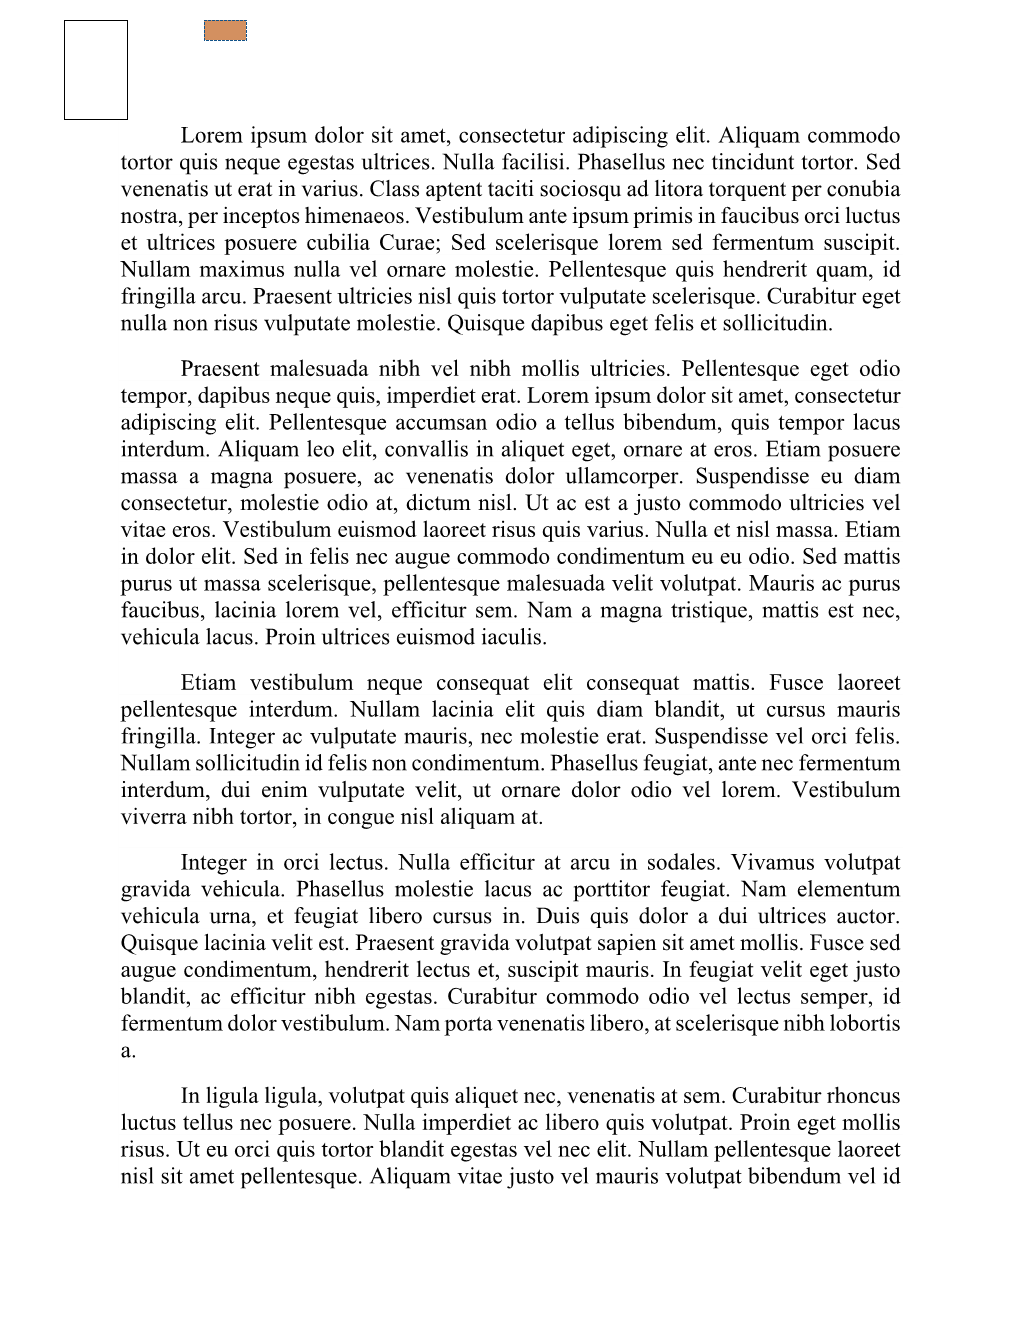 Lorem ipsum dolor sit amet, consectetur adipiscing elit. Aliquam commodo
tortor quis neque egestas ultrices. Nulla facilisi. Phasellus nec tincidunt tortor. Sed
venenatis ut erat in varius. Class aptent taciti sociosqu ad litora torquent per conubia
nostra, per inceptos himenaeos. Vestibulum ante ipsum primis in faucibus orci luctus
et ultrices posuere cubilia Curae; Sed scelerisque lorem sed fermentum suscipit.
Nullam maximus nulla vel ornare molestie. Pellentesque quis hendrerit quam, id
fringilla arcu. Praesent ultricies nisl quis tortor vulputate scelerisque. Curabitur eget
nulla non risus vulputate molestie. Quisque dapibus eget felis et sollicitudin.
Praesent malesuada nibh vel nibh mollis ultricies. Pellentesque eget odio
tempor, dapibus neque quis, imperdiet erat. Lorem ipsum dolor sit amet, consectetur
adipiscing elit. Pellentesque accumsan odio a tellus bibendum, quis tempor lacus
interdum. Aliquam leo elit, convallis in aliquet eget, ornare at eros. Etiam posuere
massa a magna posuere, ac venenatis dolor ullamcorper. Suspendisse eu diam
consectetur, molestie odio at, dictum nisl. Ut ac est a justo commodo ultricies vel
vitae eros. Vestibulum euismod laoreet risus quis varius. Nulla et nisl massa. Etiam
in dolor elit. Sed in felis nec augue commodo condimentum eu eu odio. Sed mattis
purus ut massa scelerisque, pellentesque malesuada velit volutpat. Mauris ac purus
faucibus, lacinia lorem vel, efficitur sem. Nam a magna tristique, mattis est nec,
vehicula lacus. Proin ultrices euismod iaculis.
Etiam vestibulum neque consequat elit consequat mattis. Fusce laoreet
pellentesque interdum. Nullam lacinia elit quis diam blandit, ut cursus mauris
fringilla. Integer ac vulputate mauris, nec molestie erat. Suspendisse vel orci felis.
Nullam sollicitudin id felis non condimentum. Phasellus feugiat, ante nec fermentum
interdum, dui enim vulputate velit, ut ornare dolor odio vel lorem. Vestibulum
viverra nibh tortor, in congue nisl aliquam at.
Integer in orci lectus. Nulla efficitur at arcu in sodales. Vivamus volutpat
gravida vehicula. Phasellus molestie lacus ac porttitor feugiat. Nam elementum
vehicula urna, et feugiat libero cursus in. Duis quis dolor a dui ultrices auctor.
Quisque lacinia velit est. Praesent gravida volutpat sapien sit amet mollis. Fusce sed
augue condimentum, hendrerit lectus et, suscipit mauris. In feugiat velit eget justo
blandit, ac efficitur nibh egestas. Curabitur commodo odio vel lectus semper, id
fermentum dolor vestibulum. Nam porta venenatis libero, at scelerisque nibh lobortis
a.
In ligula ligula, volutpat quis aliquet nec, venenatis at sem. Curabitur rhoncus
luctus tellus nec posuere. Nulla imperdiet ac libero quis volutpat. Proin eget mollis
risus. Ut eu orci quis tortor blandit egestas vel nec elit. Nullam pellentesque laoreet
nisl sit amet pellentesque. Aliquam vitae justo vel mauris volutpat bibendum vel id